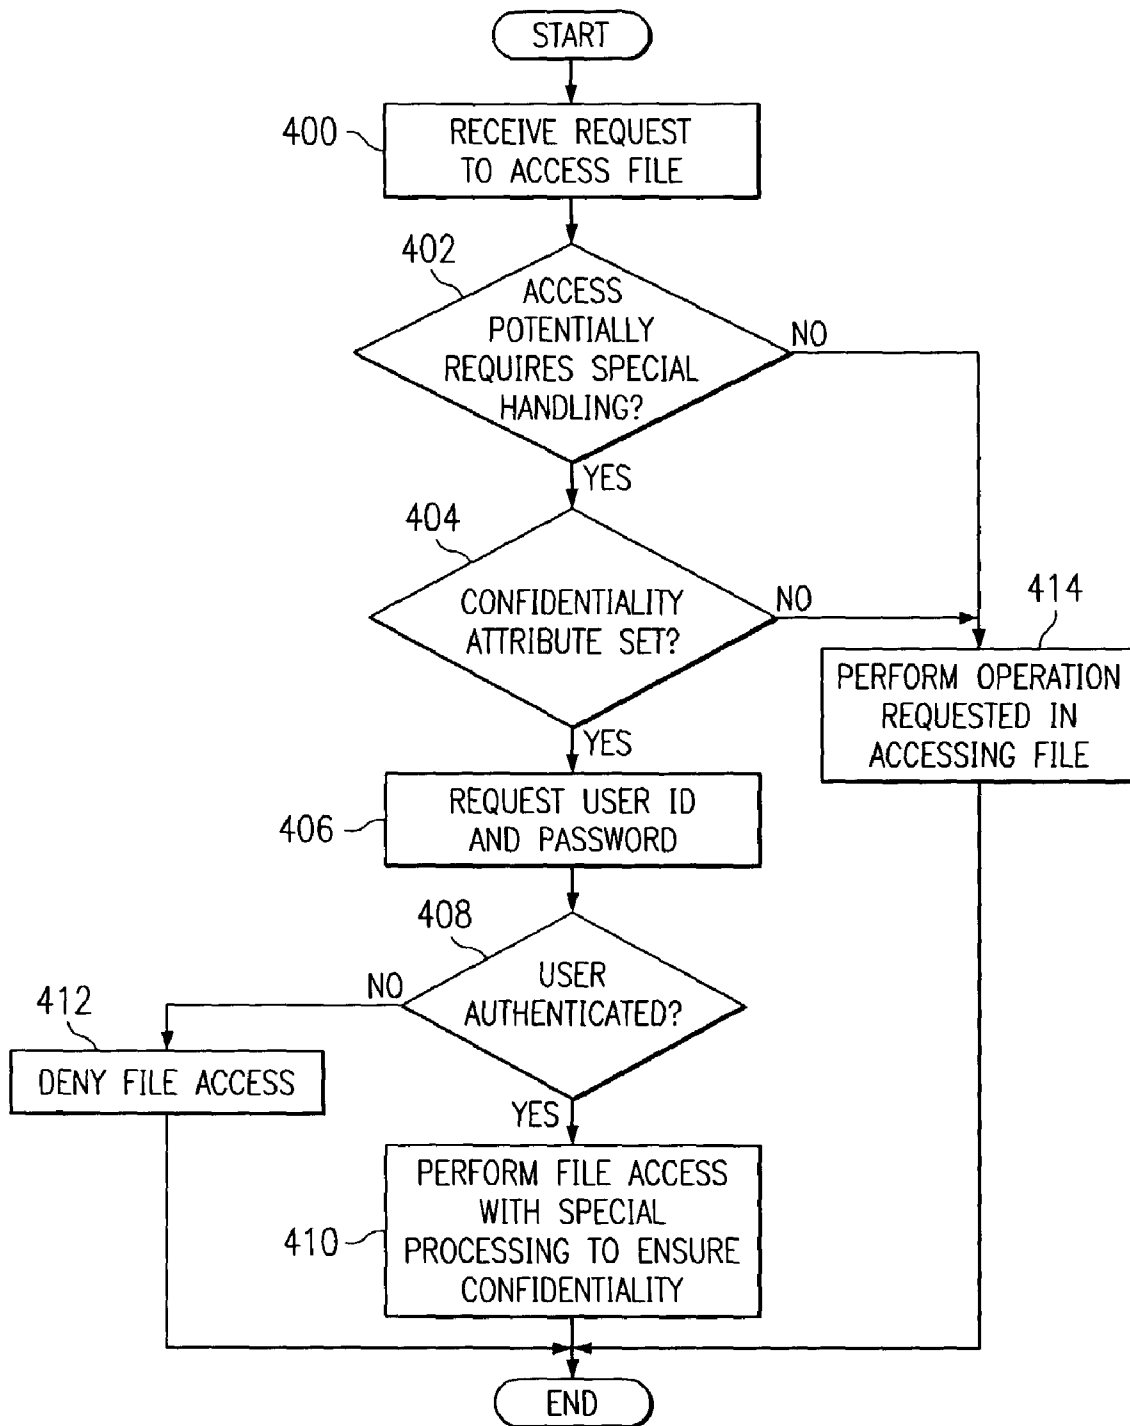 START
400
RECEIVE REQUEST
TO ACCESS FILE
402
ACCESS
POTENTIALLY
REQUIRES SPECIAL
HANDLING?
NO
YES
404
CONFIDENTIALITY
ATTRIBUTE SET?
NO
YES
414
PERFORM OPERATION
REQUESTED IN
ACCESSING FILE
406
REQUEST USER ID
AND PASSWORD
408
USER
AUTHENTICATED?
NO
YES
412
DENY FILE ACCESS
410
PERFORM FILE ACCESS
WITH SPECIAL
PROCESSING TO ENSURE
CONFIDENTIALITY
END